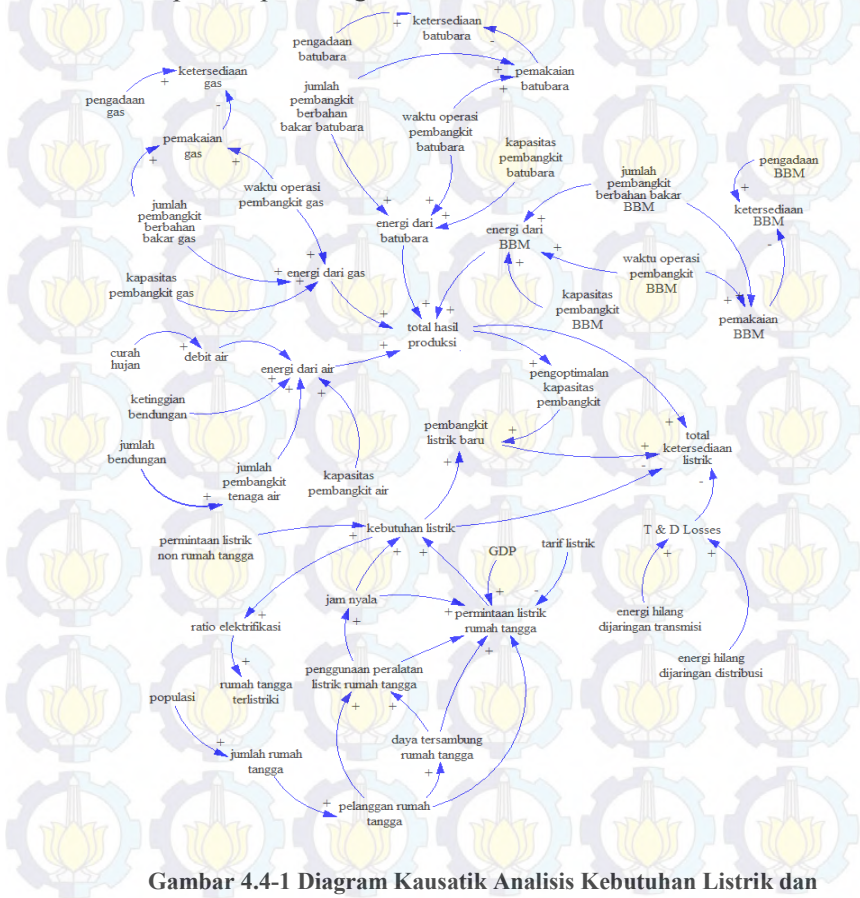 ketersediaan
batubara
pengadaan
batubara
ketersediaan
gas
pengadaan
gas
pemakaian
gas
jumlah
pembangkit
berbahan
bakar batubara
pemakaian
batubara
waktu operasi
pembangkit
batubara
kapasitas
pembangkit
batubara
jumlah
pembangkit
berbahan bakar
BBM
pengadaan
BBM
ketersediaan
BBM
waktu operasi
pembangkit gas
jumlah
pembangkit
berbahan
bakar gas
energi dari
batubara
energi dari
BBM
kapasitas
pembangkit gas
energi dari gas
waktu operasi
pembangkit
BBM
kapasitas
pembangkit
BBM
pemakaian
BBM
total hasil
produksi
curah
hujan
debit air
energi dari air
pengoptimalan
kapasitas
pembangkit
ketinggian
bendungan
pembangkit
listrik baru
total
ketersediaan
listrik
jumlah
bendungan
jumlah
pembangkit
tenaga air
kapasitas
pembangkit air
permintaan listrik
non rumah tangga
kebutuhan listrik
GDP
tarif listrik
T & D Losses
jam nyala
ratio elektrifikasi
permintaan listrik
rumah tangga
energi hilang
dijaringan transmisi
energi hilang
dijaringan distribusi
populasi
rumah tangga
terlistriki
penggunaan peralatan
listrik rumah tangga
jumlah rumah
tangga
daya tersambung
rumah tangga
pelanggan rumah
tangga
Gambar 4.4-1 Diagram Kausatik Analisis Kebutuhan Listrik dan